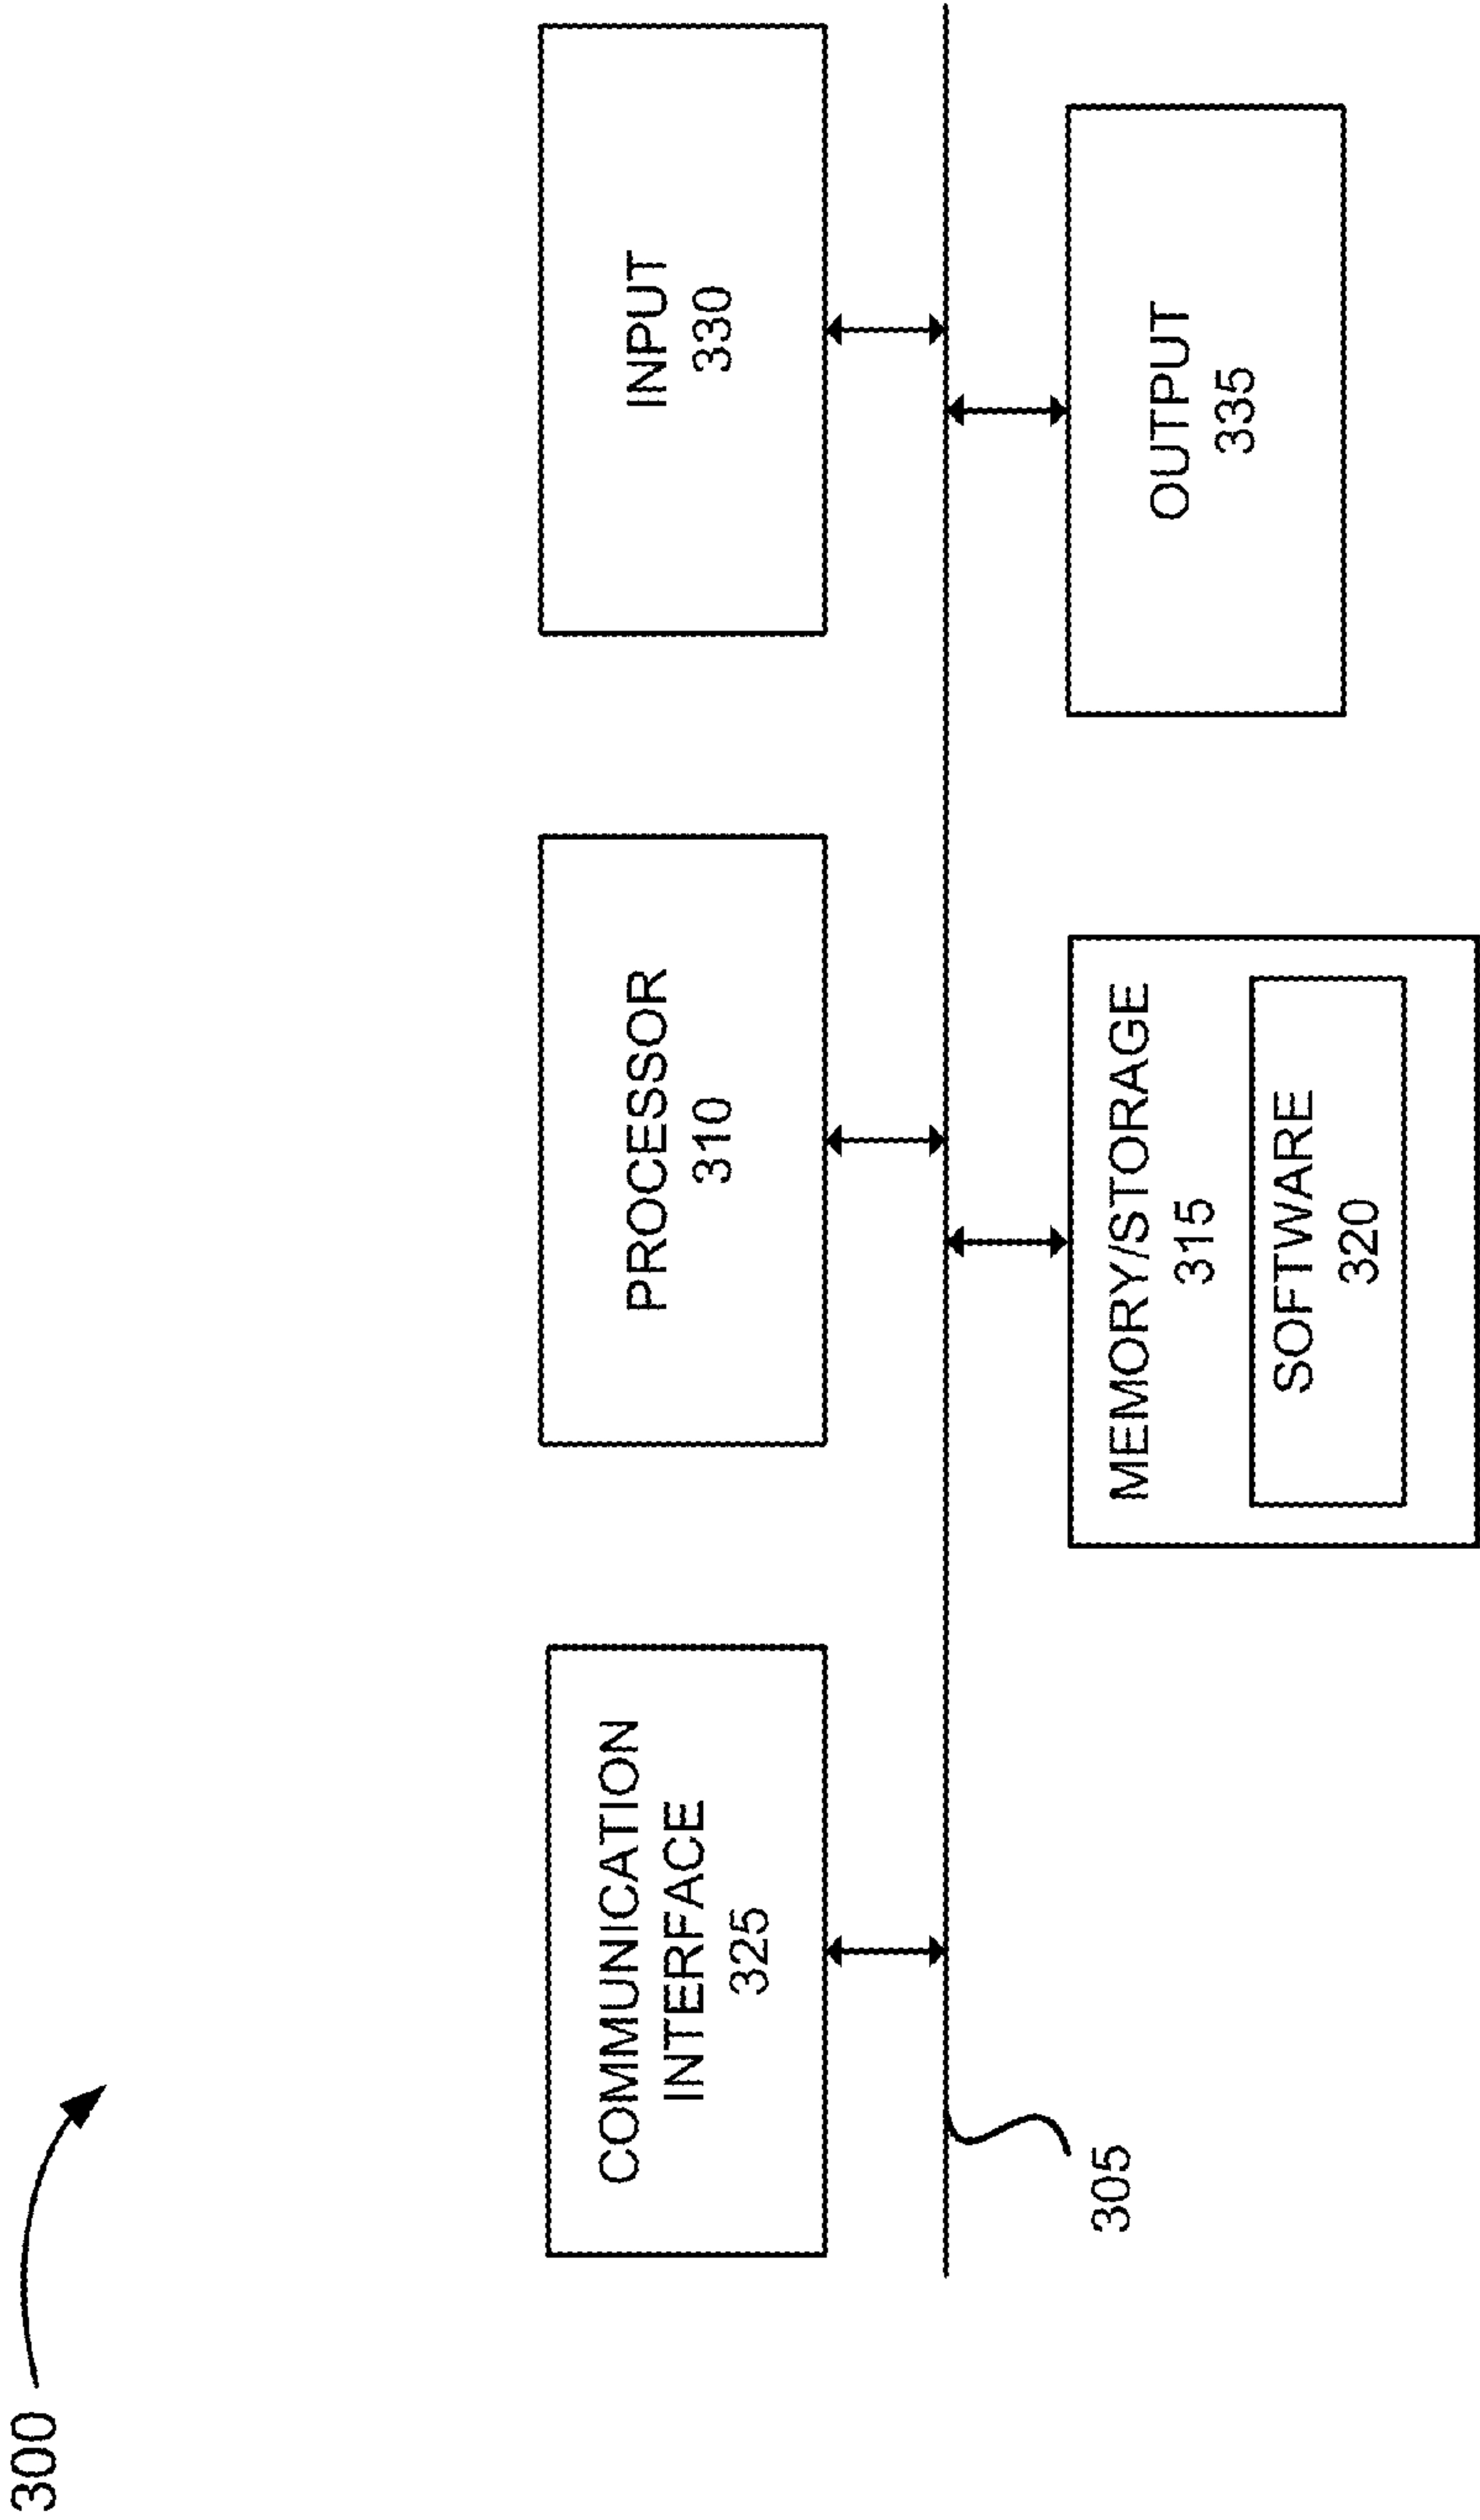 300
COMMUNICATION
INTERFACE
325
PROCESSOR
310
INPUT
330
305
MEMORY/STORAGE
315
SOFTWARE
320
OUTPUT
335